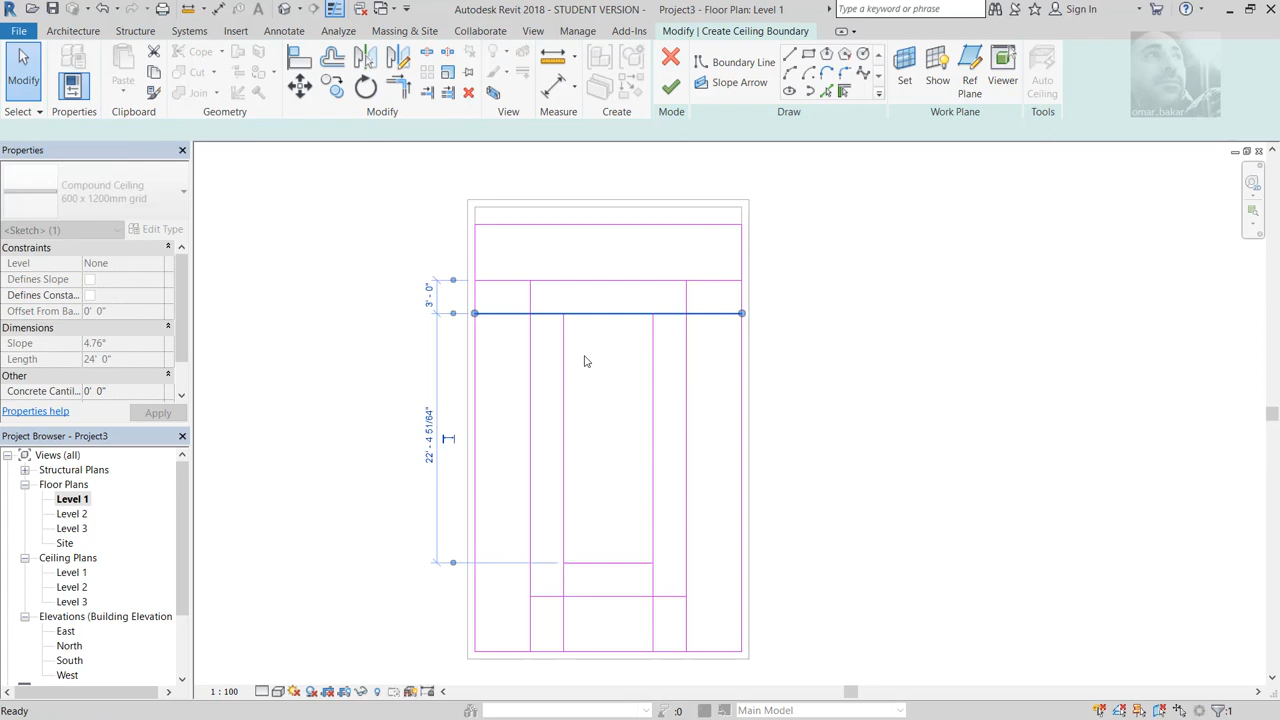 Autodesk Revit 2018 - STUDENT VERSION - Project3 - Floor Plan: Level 1
Type a keyword or phrase
Sign In
File Architecture Structure Systems Insert Annotate Analyze Massing & Site Collaborate View Manage Add-Ins Modify | Create Ceiling Boundary
Modify
Select
Properties
Paste
Clipboard
Cope
Cut
Join
Geometry
Modify
View
Measure
Create
Mode
Boundary Line
Slope Arrow
Draw
Set
Show
Ref
Plane
Viewer
Work Plane
Auto
Ceiling
Tools
omar_bakar
Properties
Compound Ceiling
600 x 1200mm grid
<Sketch> (1)
Edit Type
Constraints
Level None
Defines Slope
Defines Consta...
Offset From Ba... 0' 0"
Dimensions
Slope 4.76"
Length 24' 0"
Other
Concrete Cantil... 0' 0"
Properties help
Apply
Project Browser - Project3
Views (all)
Structural Plans
Floor Plans
Level 1
Level 2
Level 3
Site
Ceiling Plans
Level 1
Level 2
Level 3
Elevations (Building Elevation
East
North
South
West
3' - 0"
22' - 4 51/64"
1 : 100
Ready
:0
Main Model
:1